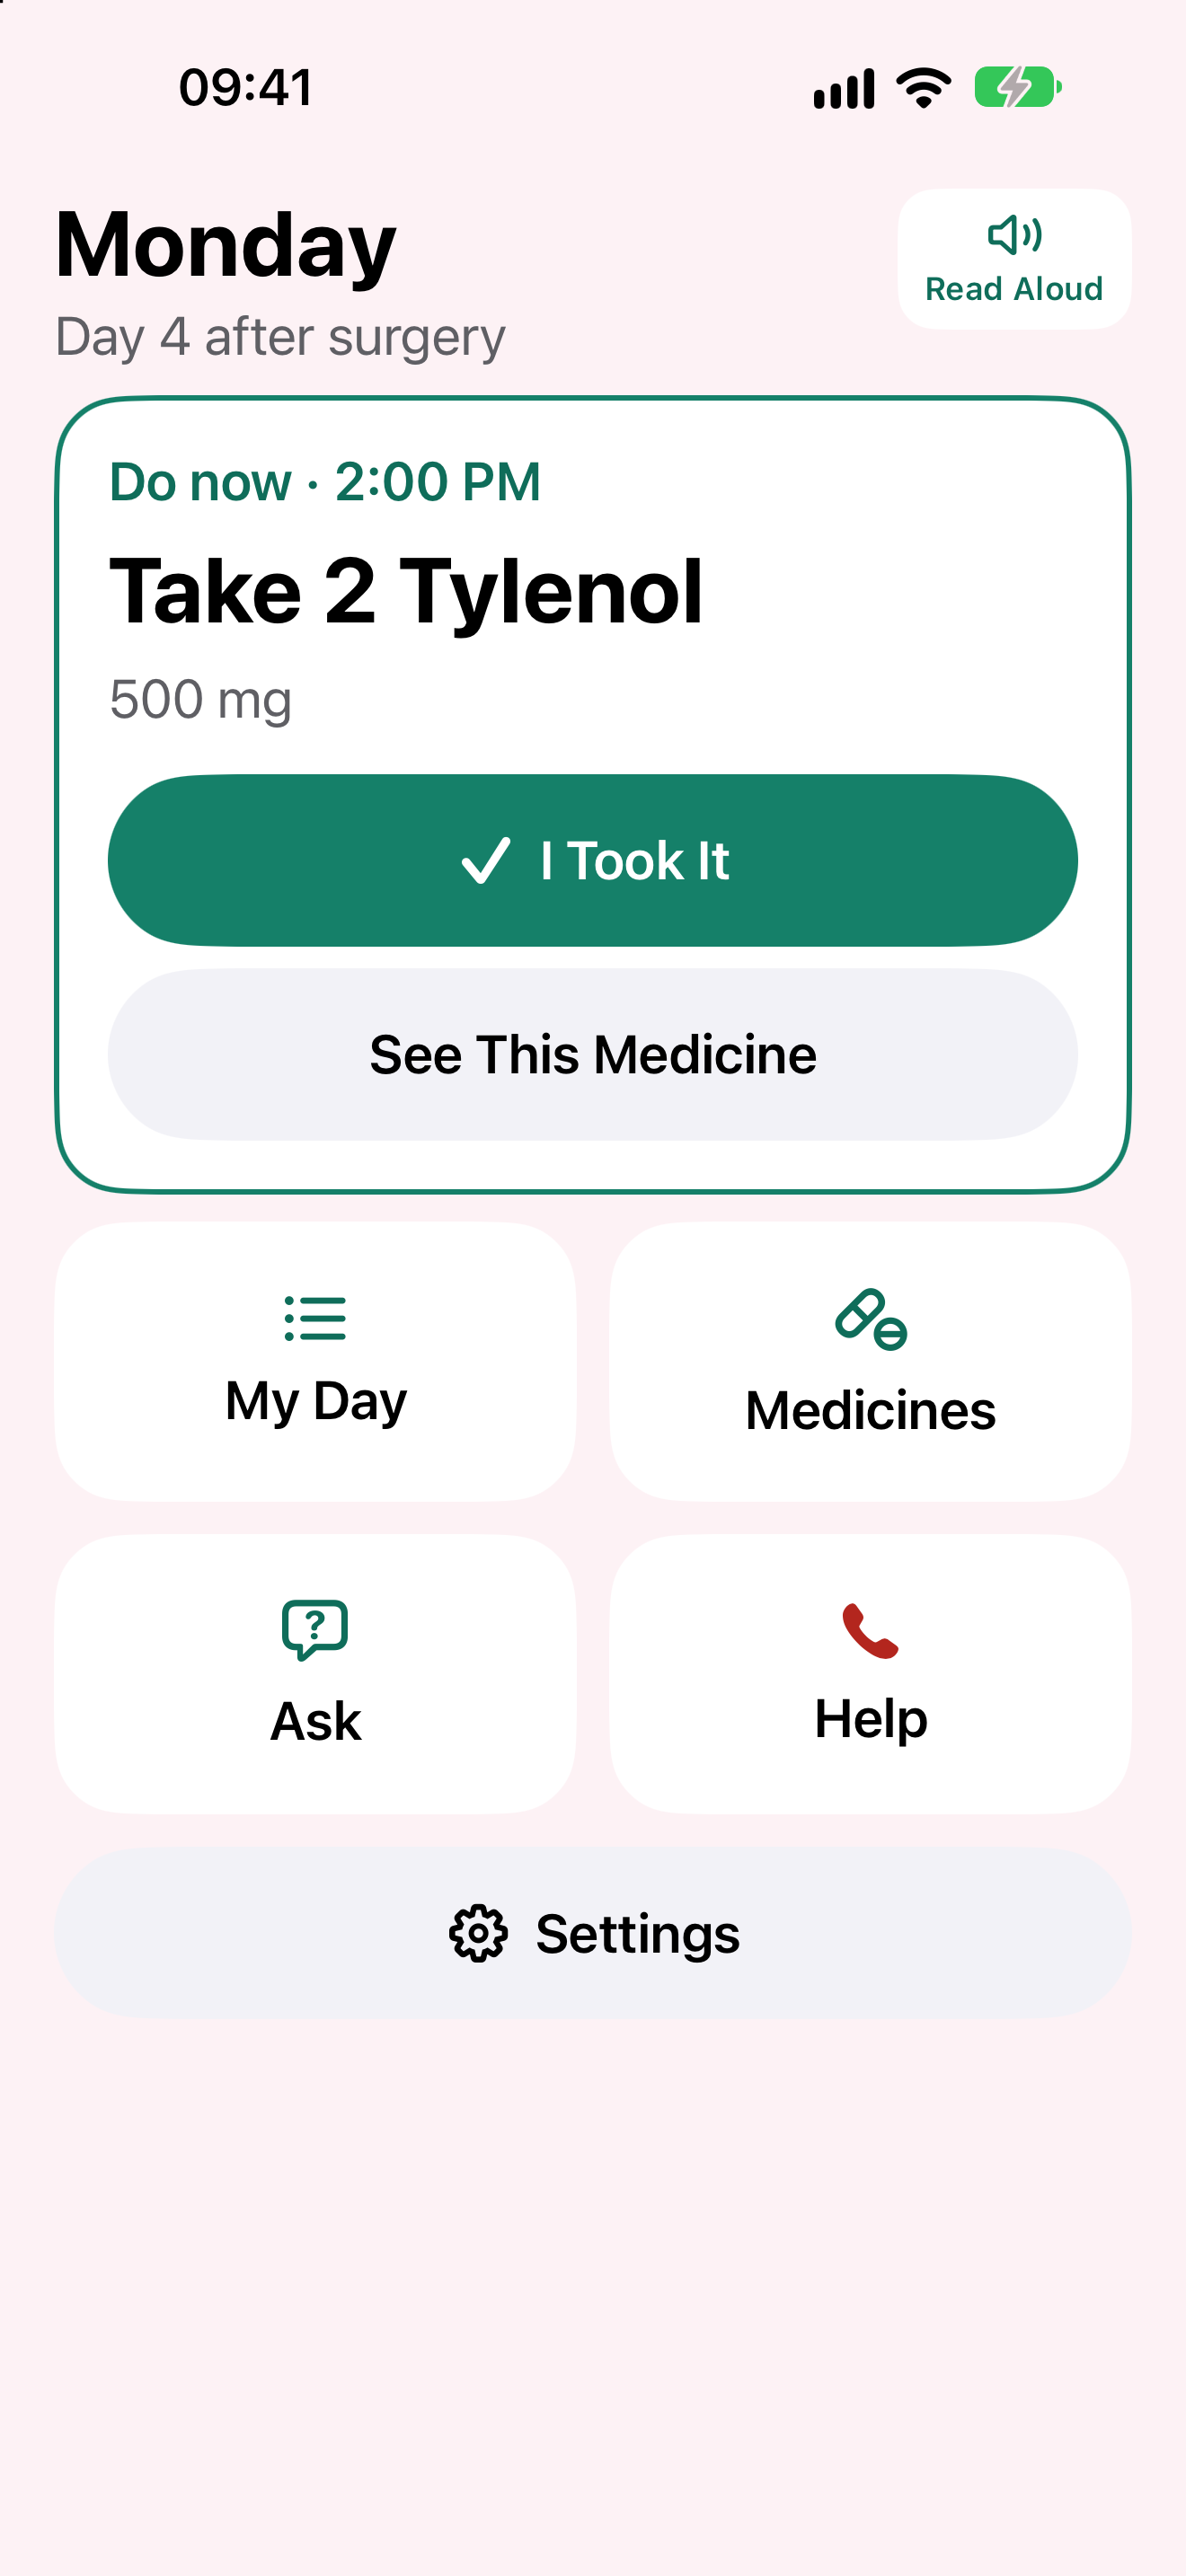 09:41
Monday
Read Aloud
Day 4 after surgery
Do now · 2:00 PM
Take 2 Tylenol
500 mg
I Took It
See This Medicine
My Day
Medicines
?
Ask
Help
Settings